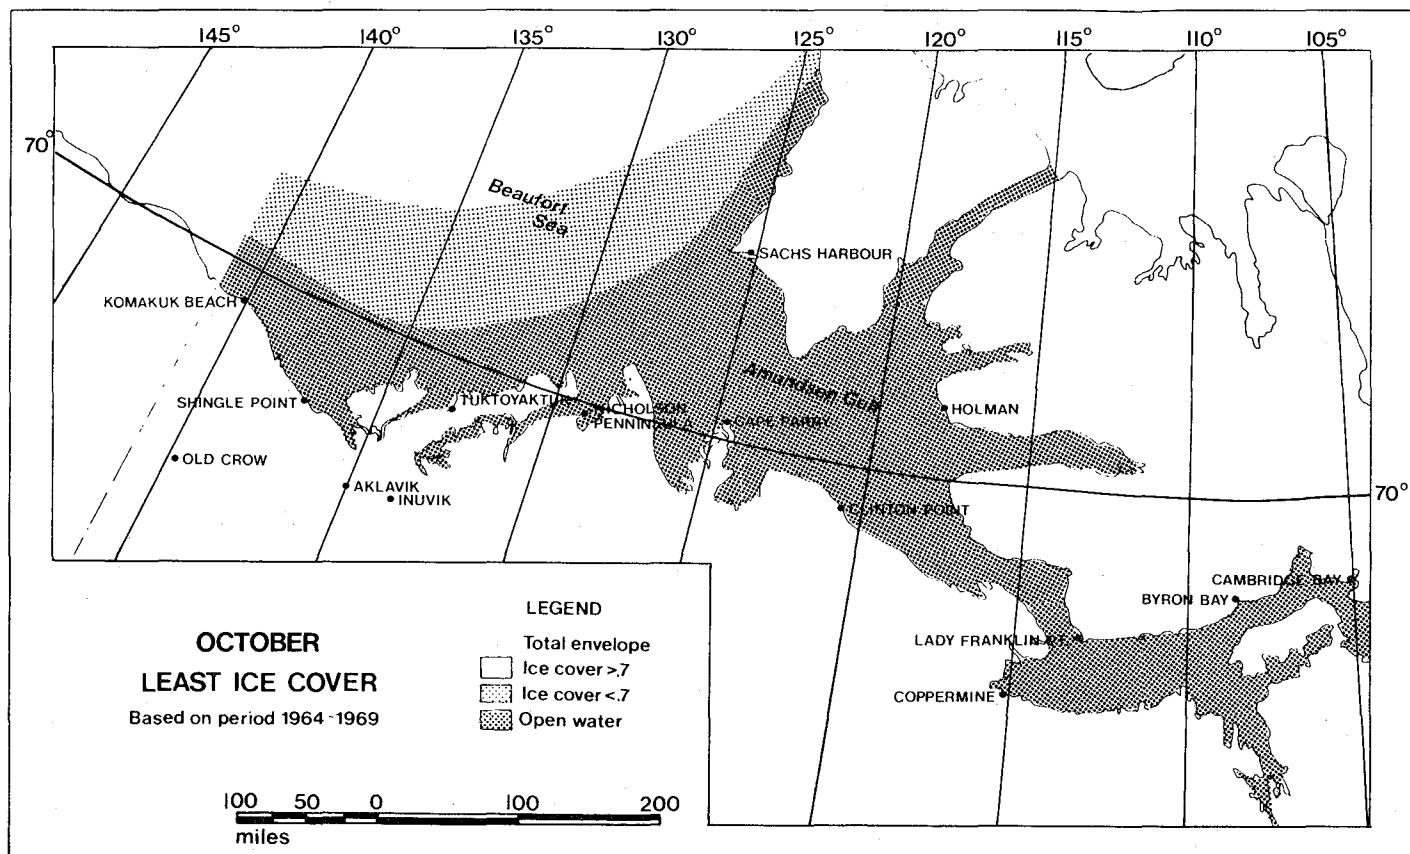 145° 140° 135° 130° 125° 120° 115° 110° 105°
70°
Beaufort
Sea
SACHS HARBOUR
KOMAKUK BEACH
Amundsen Gulf
SHINGLE POINT
TUKTOYAKTUK
NICHOLSON
PENNINSULA
CAPE PARRY
HOLMAN
OLD CROW
AKLAVIK
INUVIK
CLINTON POINT
70°
CAMBRIDGE BAY
BYRON BAY
LADY FRANKLIN PT.
COPPERMINE
OCTOBER
LEAST ICE COVER
Based on period 1964-1969
LEGEND
Total envelope
Ice cover >.7
Ice cover <.7
Open water
100 50 0 100 200
miles